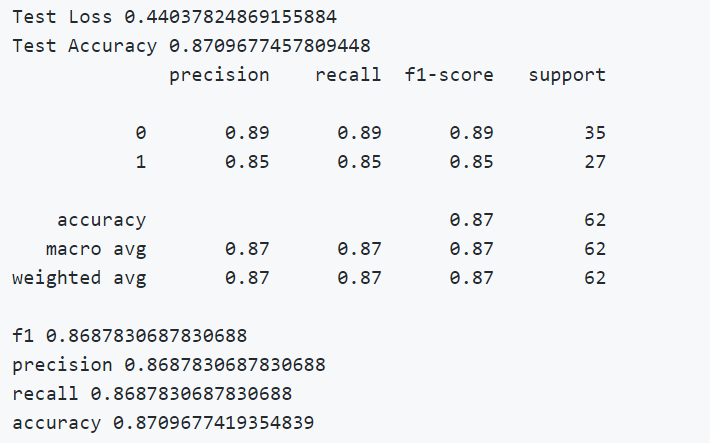 Test Loss 0.44037824869155884
Test Accuracy 0.8709677457809448
precision recall f1-score support
0 0.89 0.89 0.89 35
1 0.85 0.85 0.85 27
accuracy 0.87 62
macro avg 0.87 0.87 0.87 62
weighted avg 0.87 0.87 0.87 62
f1 0.8687830687830688
precision 0.8687830687830688
recall 0.8687830687830688
accuracy 0.8709677419354839